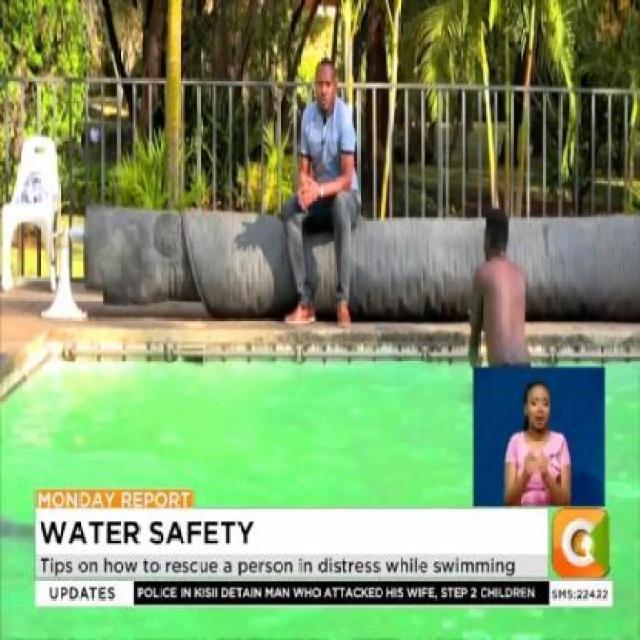 MONDAY REPORT
WATER SAFETY
Tips on how to rescue a person in distress while swimming
UPDATES
POLICE IN KISII DETAIN MAN WHO ATTACKED HIS WIFE, STEP 2 CHILDREN
SMS:22422